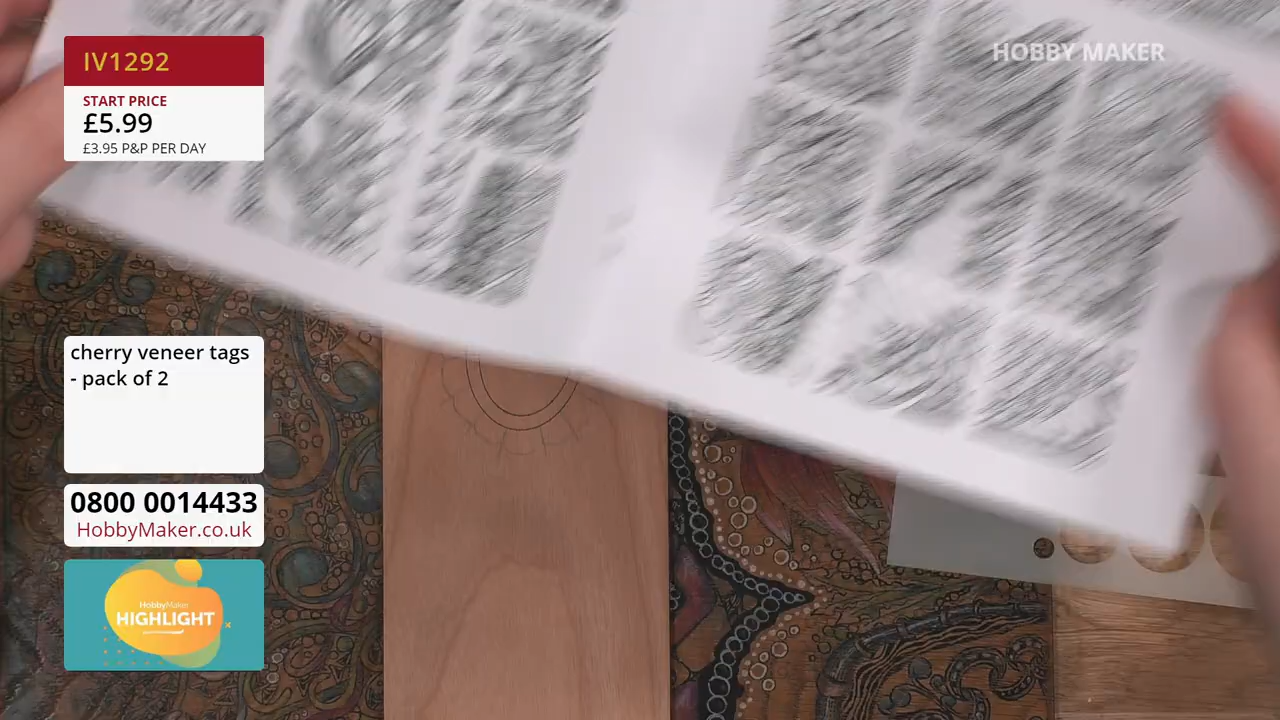 IV1292
START PRICE
£5.99
£3.95 P&P PER DAY
HOBBY MAKER
cherry veneer tags
- pack of 2
0800 0014433
HobbyMaker.co.uk
HobbyMaker
HIGHLIGHT